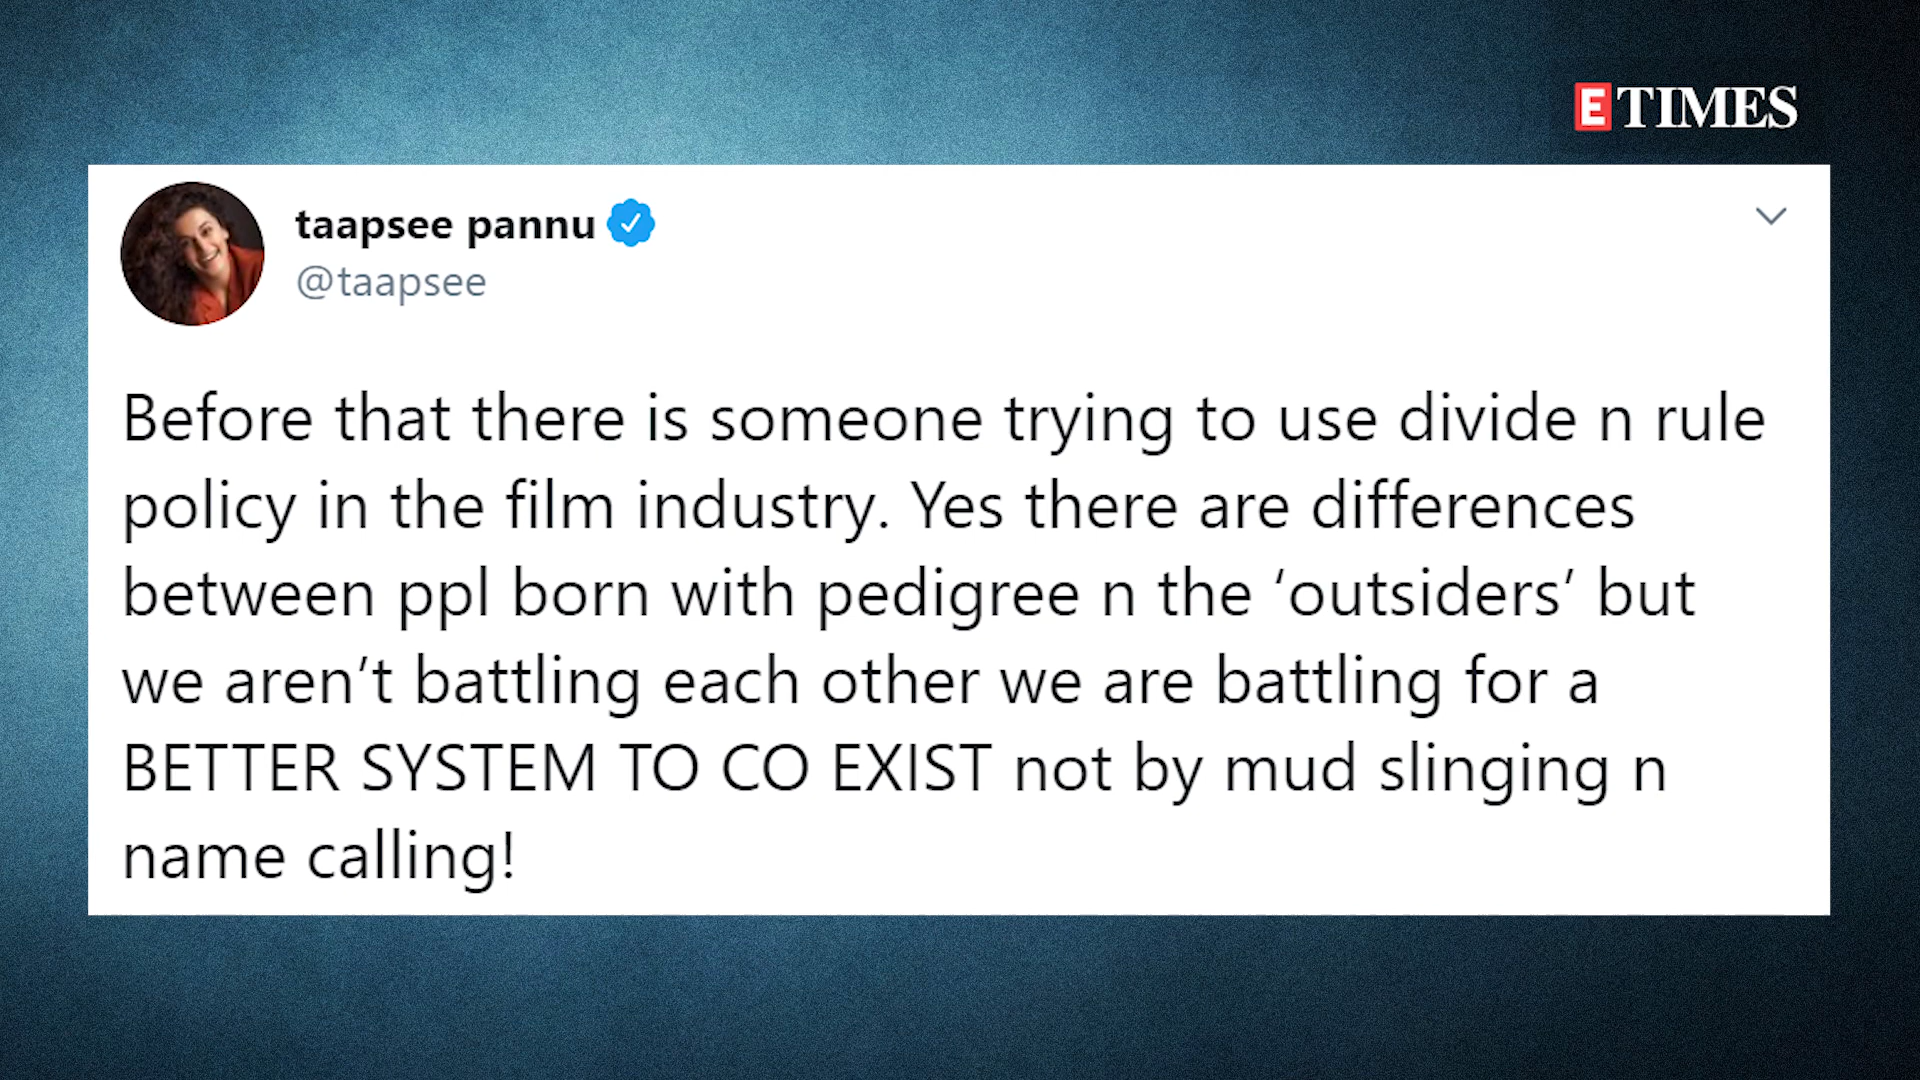 E TIMES
taapsee pannu
@taapsee
Before that there is someone trying to use divide n rule
policy in the film industry. Yes there are differences
between ppl born with pedigree n the ‘outsiders’ but
we aren’t battling each other we are battling for a
BETTER SYSTEM TO CO EXIST not by mud slinging n
name calling!